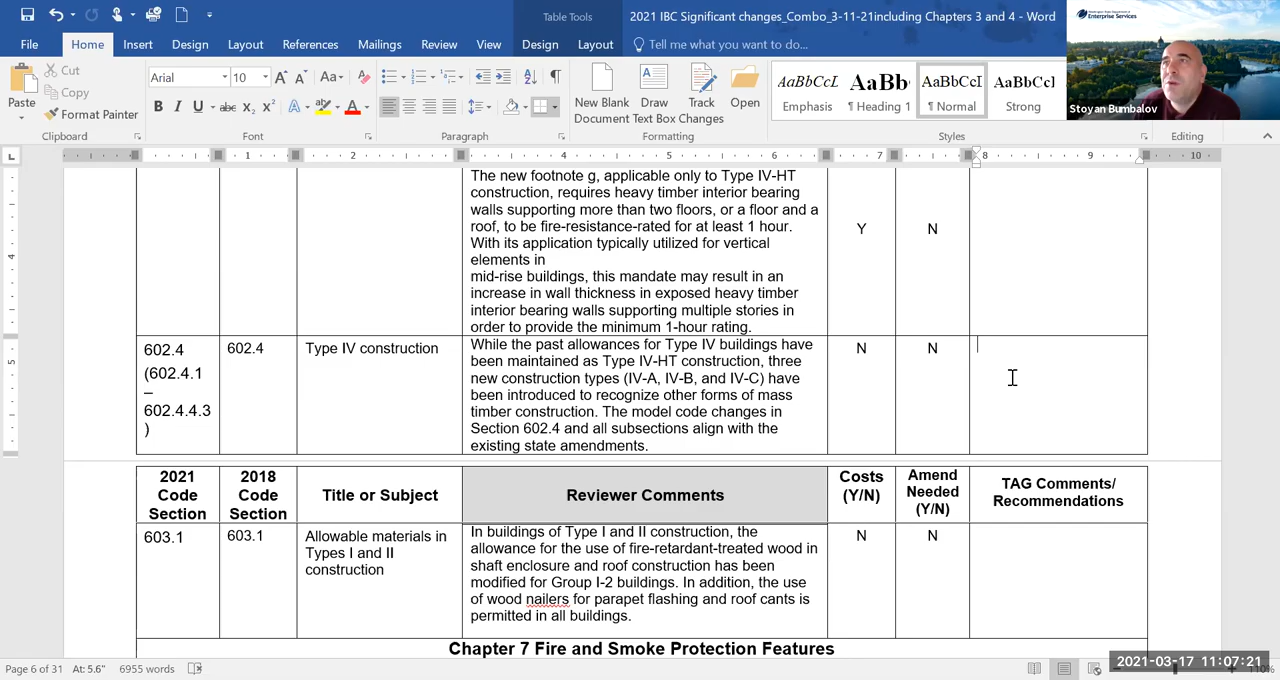 Table Tools
2021 IBC Significant changes_Combo_3-11-21including Chapters 3 and 4 - Word
File Home Insert Design Layout References Mailings Review View Design Layout Tell me what you want to do...
Enterprise Services
Stoyan Bumbalov
Paste
Cut
Copy
Format Painter
Arial 10
New Blank Document
Draw Text Box
Track Changes
Open
AaBbCcL AaBb AaBbCcI AaBbCcl
Emphasis ¶ Heading 1 ¶ Normal Strong
Clipboard Font Paragraph Formatting Styles Editing
1 2 3 4 5 6 7 8 9 10
4
5
The new footnote g, applicable only to Type IV-HT
construction, requires heavy timber interior bearing
walls supporting more than two floors, or a floor and a
roof, to be fire-resistance-rated for at least 1 hour.
With its application typically utilized for vertical
elements in
mid-rise buildings, this mandate may result in an
increase in wall thickness in exposed heavy timber
interior bearing walls supporting multiple stories in
order to provide the minimum 1-hour rating.
Y
N
602.4
(602.4.1
–
602.4.4.3
)
602.4
Type IV construction
While the past allowances for Type IV buildings have
been maintained as Type IV-HT construction, three
new construction types (IV-A, IV-B, and IV-C) have
been introduced to recognize other forms of mass
timber construction. The model code changes in
Section 602.4 and all subsections align with the
existing state amendments.
N
N
2021
Code
Section
2018
Code
Section
Title or Subject
Reviewer Comments
Costs
(Y/N)
Amend
Needed
(Y/N)
TAG Comments/
Recommendations
603.1
603.1
Allowable materials in
Types I and II
construction
In buildings of Type I and II construction, the
allowance for the use of fire-retardant-treated wood in
shaft enclosure and roof construction has been
modified for Group I-2 buildings. In addition, the use
of wood nailers for parapet flashing and roof cants is
permitted in all buildings.
N
N
Chapter 7 Fire and Smoke Protection Features
Page 6 of 31 At: 5.6" 6955 words
2021-03-17 11:07:21